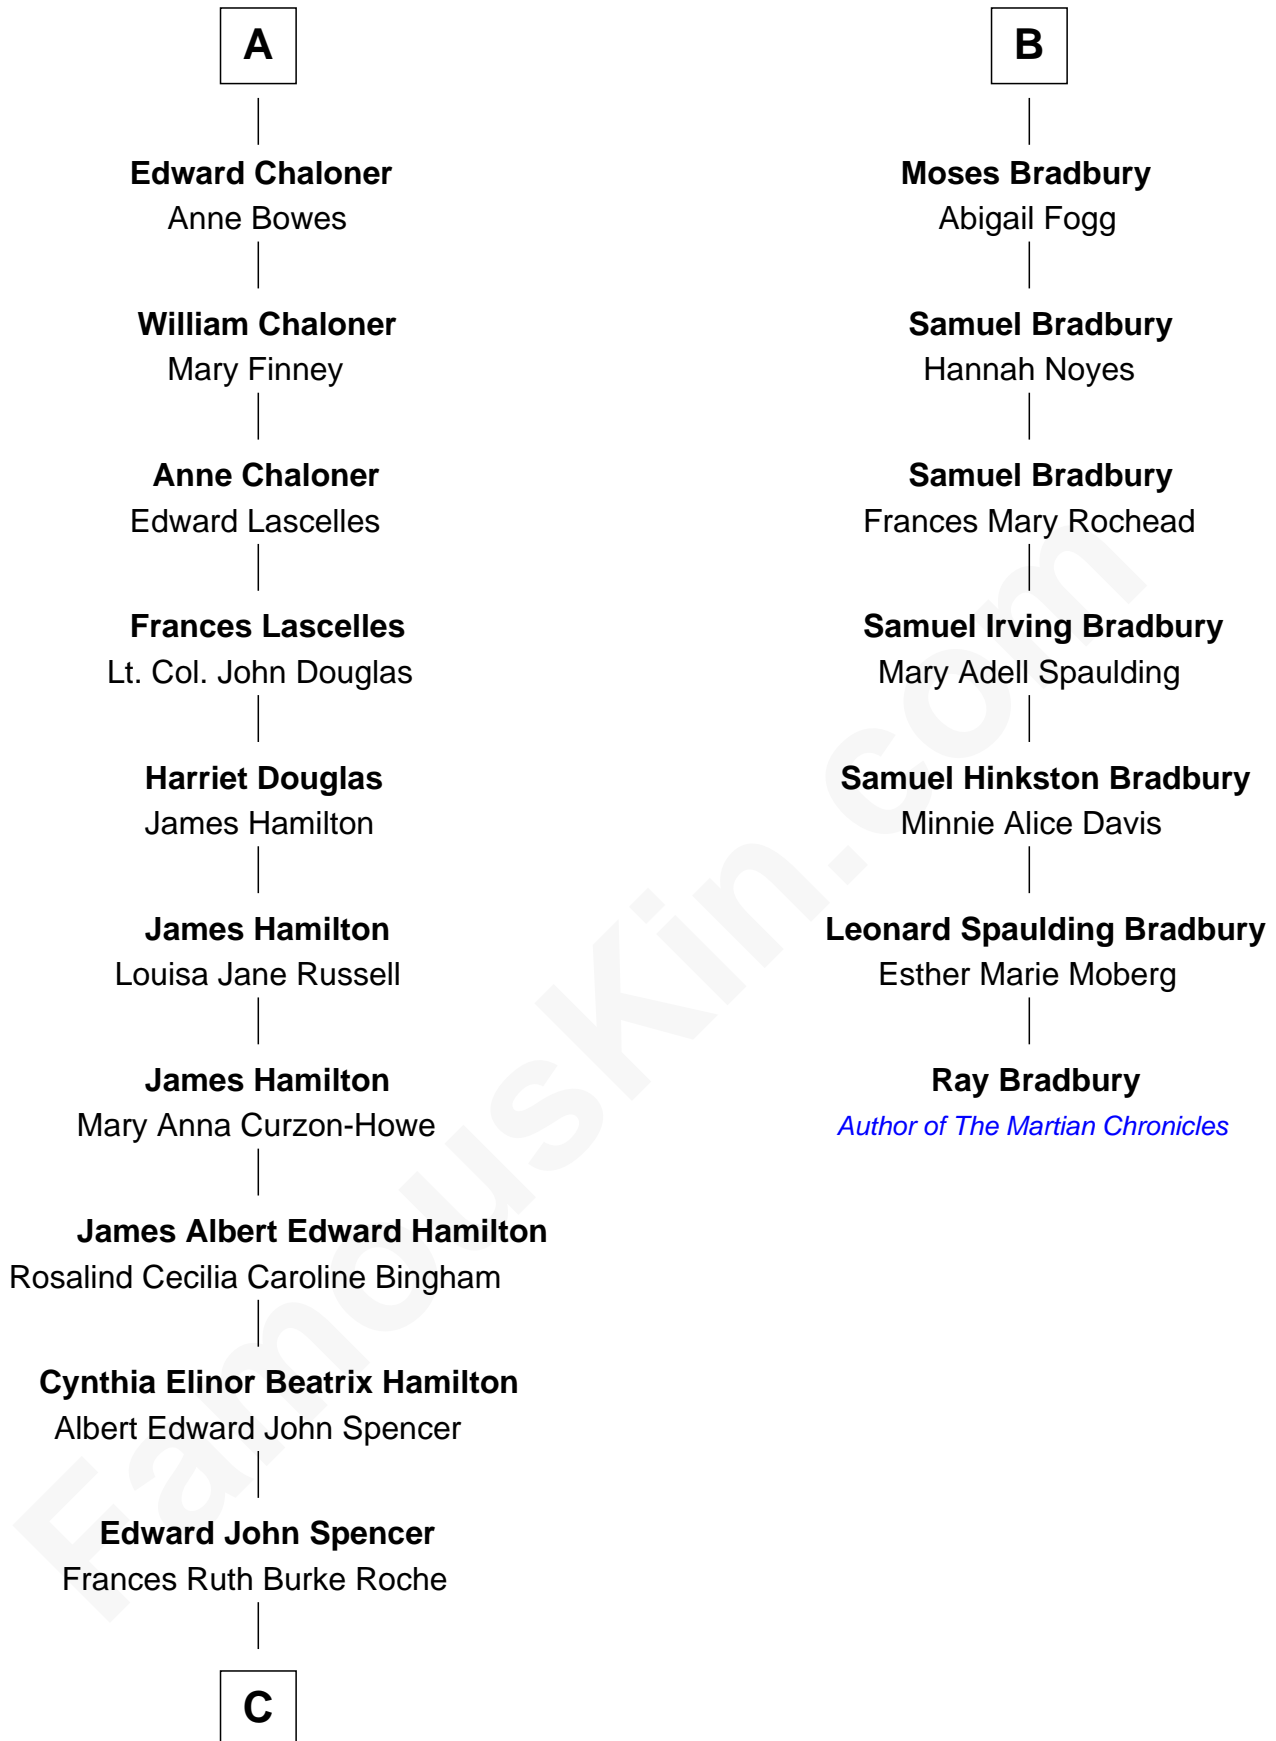 A
Edward Chaloner
Anne Bowes
William Chaloner
Mary Finney
Anne Chaloner
Edward Lascelles
Frances Lascelles
Lt. Col. John Douglas
Harriet Douglas
James Hamilton
James Hamilton
Louisa Jane Russell
James Hamilton
Mary Anna Curzon-Howe
James Albert Edward Hamilton
Rosalind Cecilia Caroline Bingham
Cynthia Elinor Beatrix Hamilton
Albert Edward John Spencer
Edward John Spencer
Frances Ruth Burke Roche
C
B
Moses Bradbury
Abigail Fogg
Samuel Bradbury
Hannah Noyes
Samuel Bradbury
Frances Mary Rochead
Samuel Irving Bradbury
Mary Adell Spaulding
Samuel Hinkston Bradbury
Minnie Alice Davis
Leonard Spaulding Bradbury
Esther Marie Moberg
Ray Bradbury
Author of The Martian Chronicles
FamousKin.com